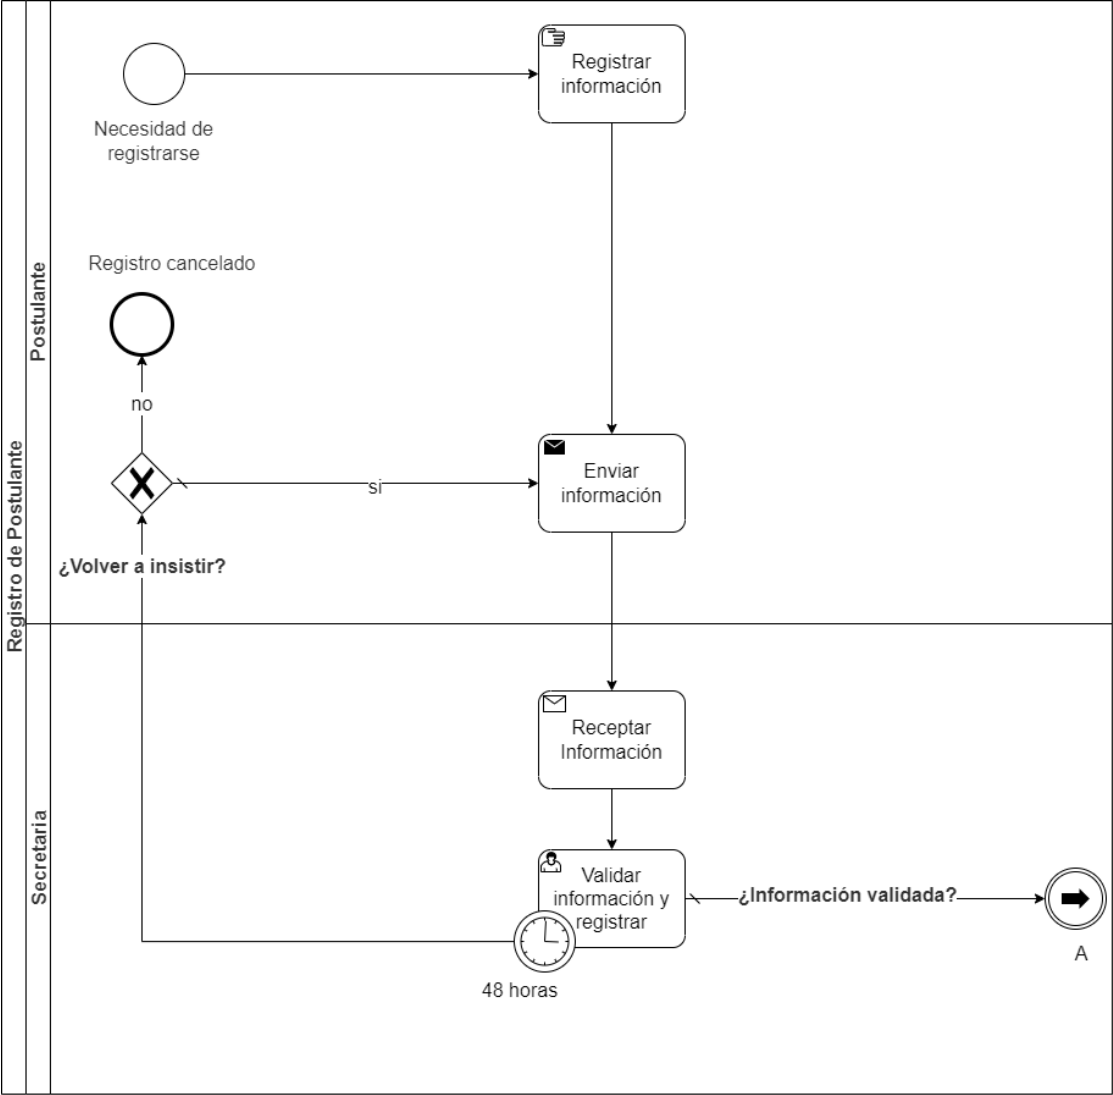 Registro de Postulante
Postulante
Necesidad de
registrarse
Registrar
información
Registro cancelado
no
si
Enviar
información
¿Volver a insistir?
Secretaria
Receptar
Información
Validar
información y
registrar
¿Información validada?
A
48 horas